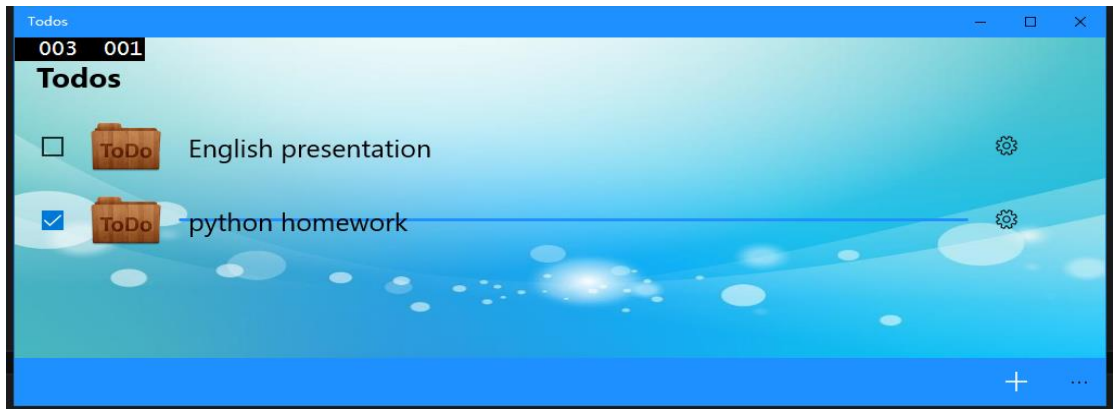 Todos
003 001
Todos
ToDo English presentation
ToDo python homework